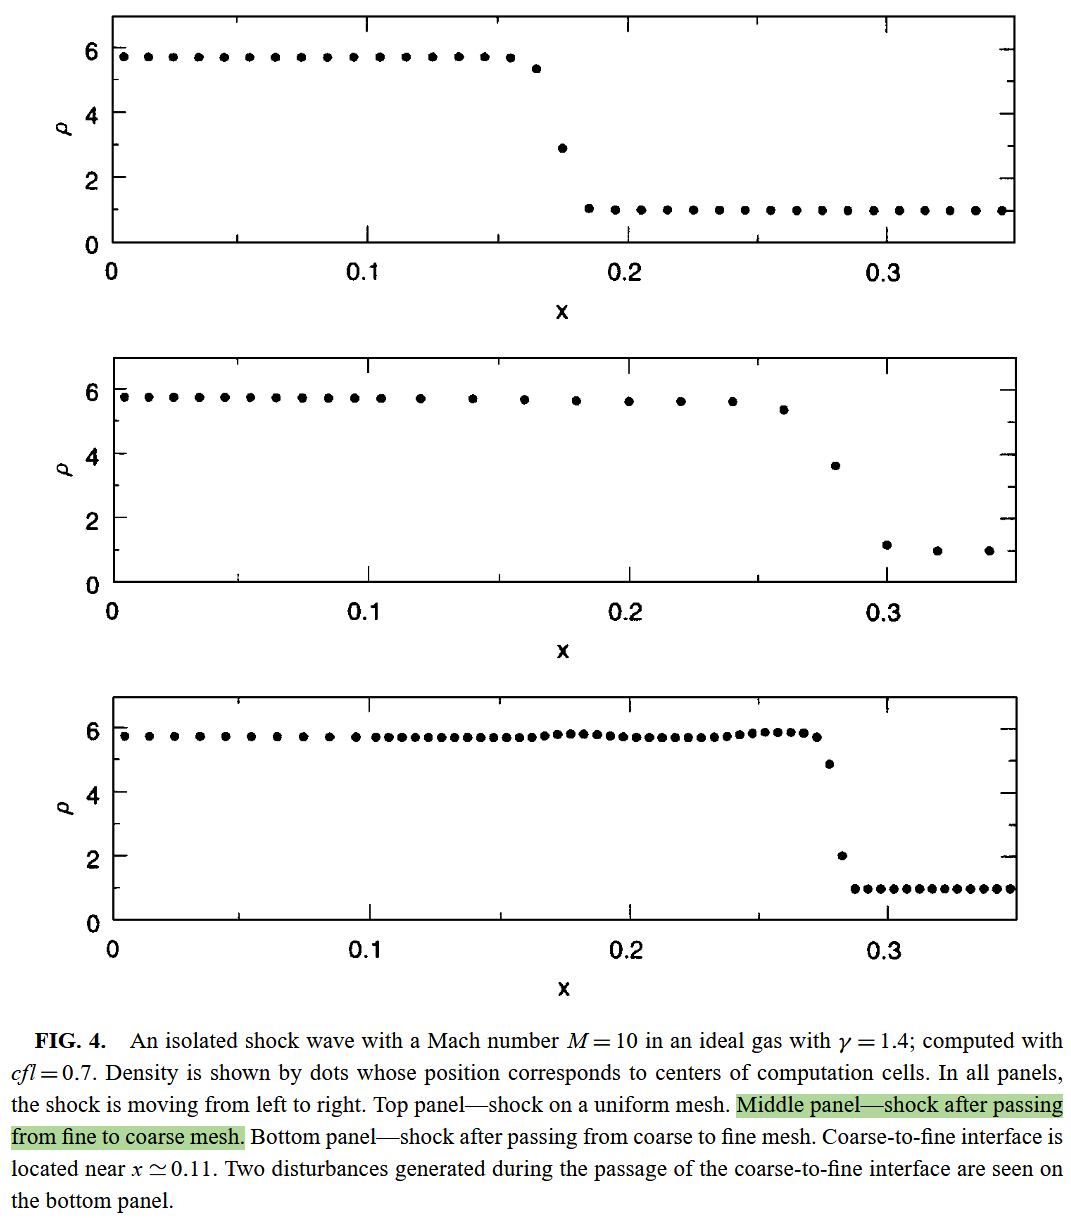 6
4
2
0
ρ
0 0.1 0.2 0.3
x
6
4
2
0
ρ
0 0.1 0.2 0.3
x
6
4
2
0
ρ
0 0.1 0.2 0.3
x
FIG. 4. An isolated shock wave with a Mach number M = 10 in an ideal gas with γ = 1.4; computed with
cfl = 0.7. Density is shown by dots whose position corresponds to centers of computation cells. In all panels,
the shock is moving from left to right. Top panel—shock on a uniform mesh. Middle panel—shock after passing
from fine to coarse mesh. Bottom panel—shock after passing from coarse to fine mesh. Coarse-to-fine interface is
located near x ≃ 0.11. Two disturbances generated during the passage of the coarse-to-fine interface are seen on
the bottom panel.